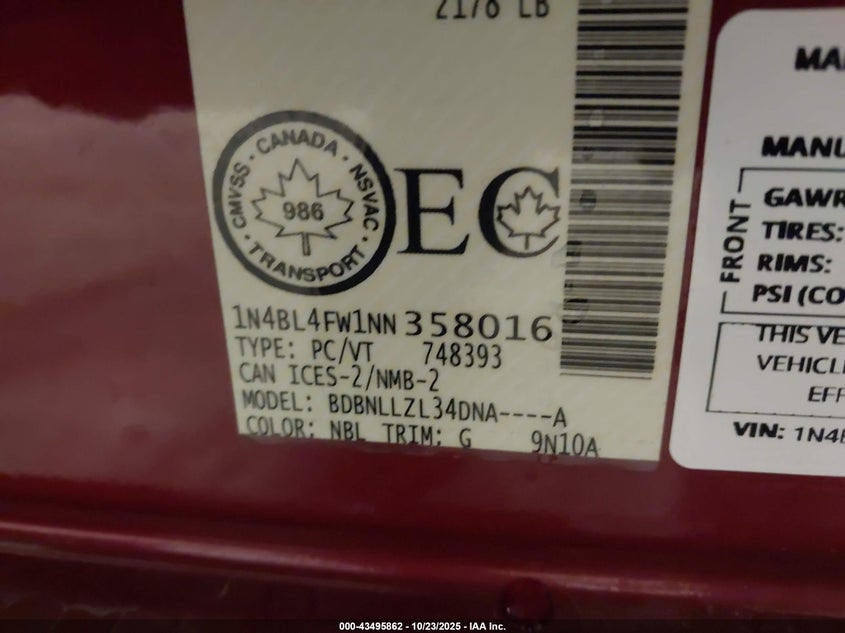 2178 LB
CMVSS · CANADA · NSVAC · TRANSPORT ·
986
EC
1N4BL4FW1NN 358016
TYPE: PC/VT 748393
CAN ICES-2/NMB-2
MODEL: BDBNLLZL34DNA----A
COLOR: NBL TRIM: G 9N10A
MANU
FRONT
GAWR
TIRES:
RIMS:
PSI (CO
THIS VE
VEHICL
EFF
VIN: 1N4B
000-43495862 - 10/23/2025 - IAA Inc.